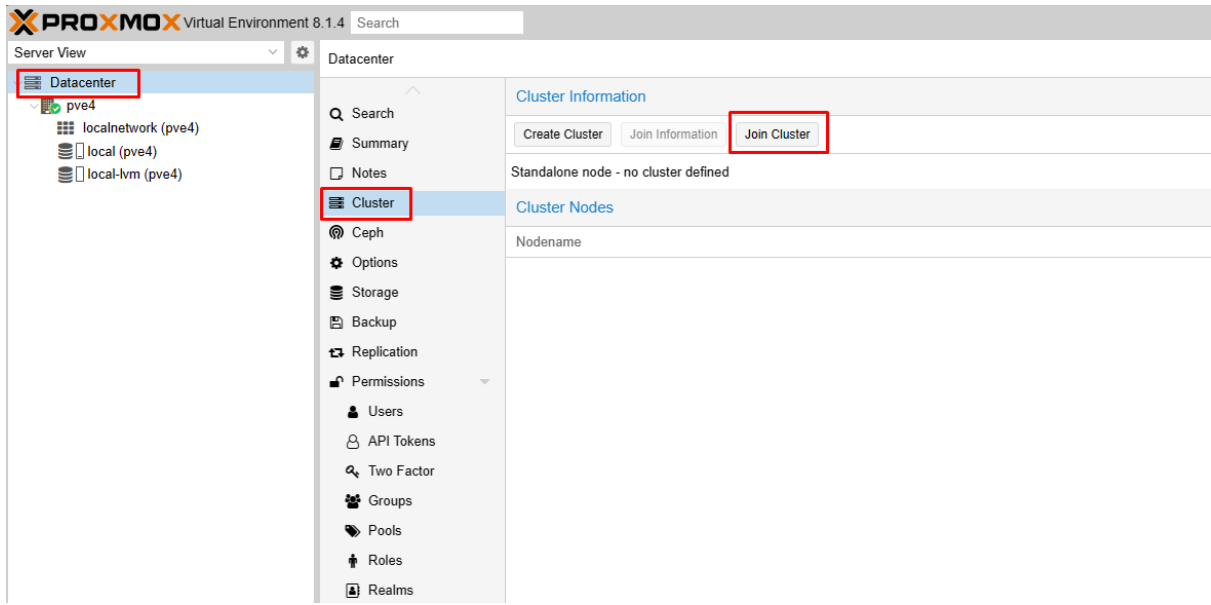 PROXMOX Virtual Environment 8.1.4 Search
Server View
Datacenter
pve4
localnetwork (pve4)
local (pve4)
local-lvm (pve4)
Datacenter
Search
Summary
Notes
Cluster
Ceph
Options
Storage
Backup
Replication
Permissions
Users
API Tokens
Two Factor
Groups
Pools
Roles
Realms
Cluster Information
Create Cluster Join Information Join Cluster
Standalone node - no cluster defined
Cluster Nodes
Nodename